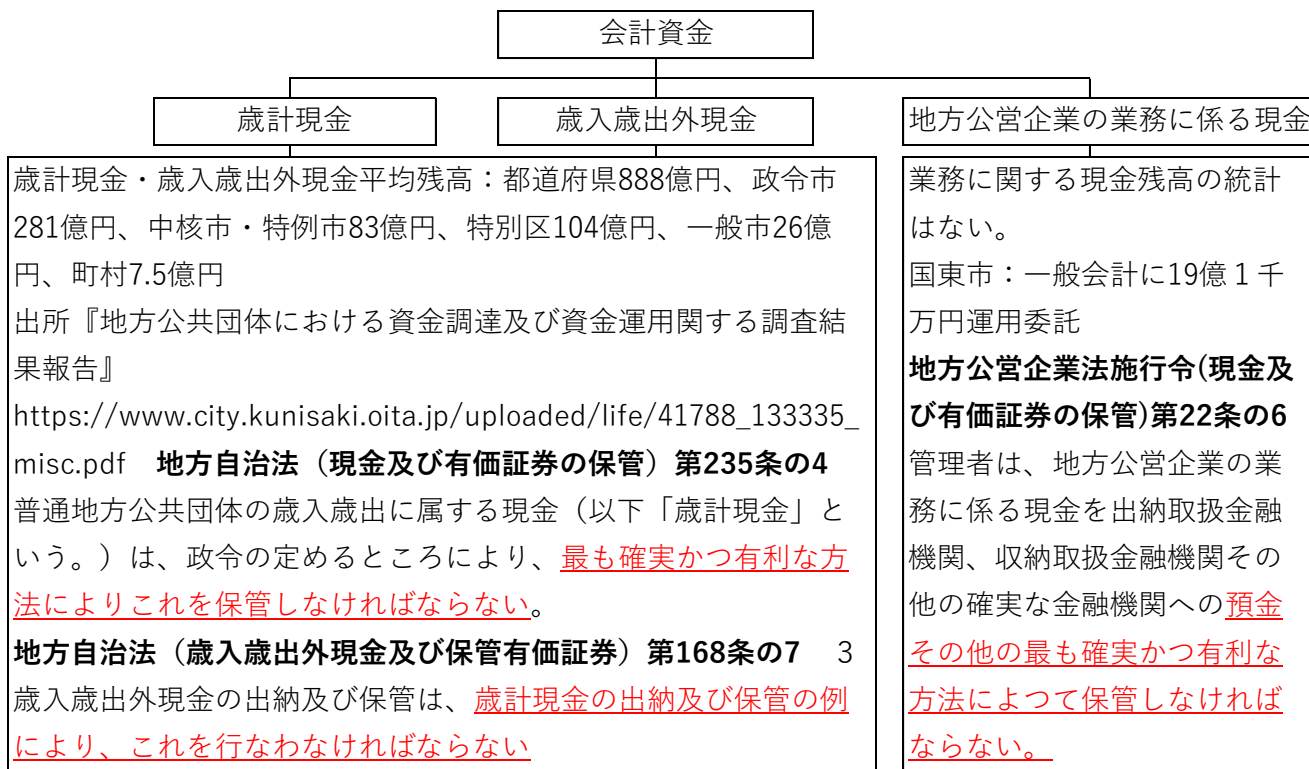 会計資金
歳計現金
歳入歳出外現金
地方公営企業の業務に係る現金
歳計現金・歳入歳出外現金平均残高：都道府県888億円、政令市
281億円、中核市・特例市83億円、特別区104億円、一般市26億
円、町村7.5億円
出所『地方公共団体における資金調達及び資金運用関する調査結
果報告』
https://www.city.kunisaki.oita.jp/uploaded/life/41788_133335_
misc.pdf　地方自治法（現金及び有価証券の保管）第235条の4
普通地方公共団体の歳入歳出に属する現金（以下「歳計現金」と
いう。）は、政令の定めるところにより、最も確実かつ有利な方
法によりこれを保管しなければならない。
地方自治法（歳入歳出外現金及び保管有価証券）第168条の7　3
歳入歳出外現金の出納及び保管は、歳計現金の出納及び保管の例
により、これを行なわなければならない
業務に関する現金残高の統計
はない。
国東市：一般会計に19億１千
万円運用委託
地方公営企業法施行令(現金及
び有価証券の保管)第22条の6
管理者は、地方公営企業の業
務に係る現金を出納取扱金融
機関、収納取扱金融機関その
他の確実な金融機関への預金
その他の最も確実かつ有利な
方法によつて保管しなければ
ならない。